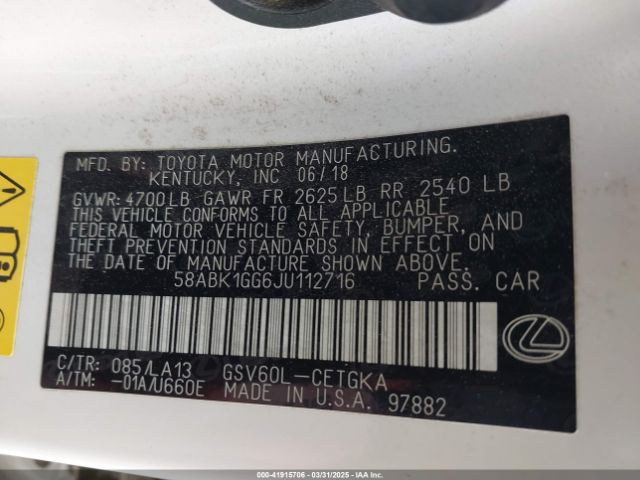 MFD. BY: TOYOTA MOTOR MANUFACTURING.
KENTUCKY, INC 06/18
GVWR: 4700LB GAWR FR 2625LB RR 2540 LB
THIS VEHICLE CONFORMS TO ALL APPLICABLE
FEDERAL MOTOR VEHICLE SAFETY, BUMPER, AND
THEFT PREVENTION STANDARDS IN EFFECT ON
THE DATE OF MANUFACTURE SHOWN ABOVE.
58ABK1GG6JU112716 PASS. CAR
C/TR: 085/LA13 GSV60L-CETGKA
A/TM: -01A/U660E MADE IN U.S.A. 97882
000-41915706 - 03/31/2025 - IAA Inc. (All Rights Reserved)